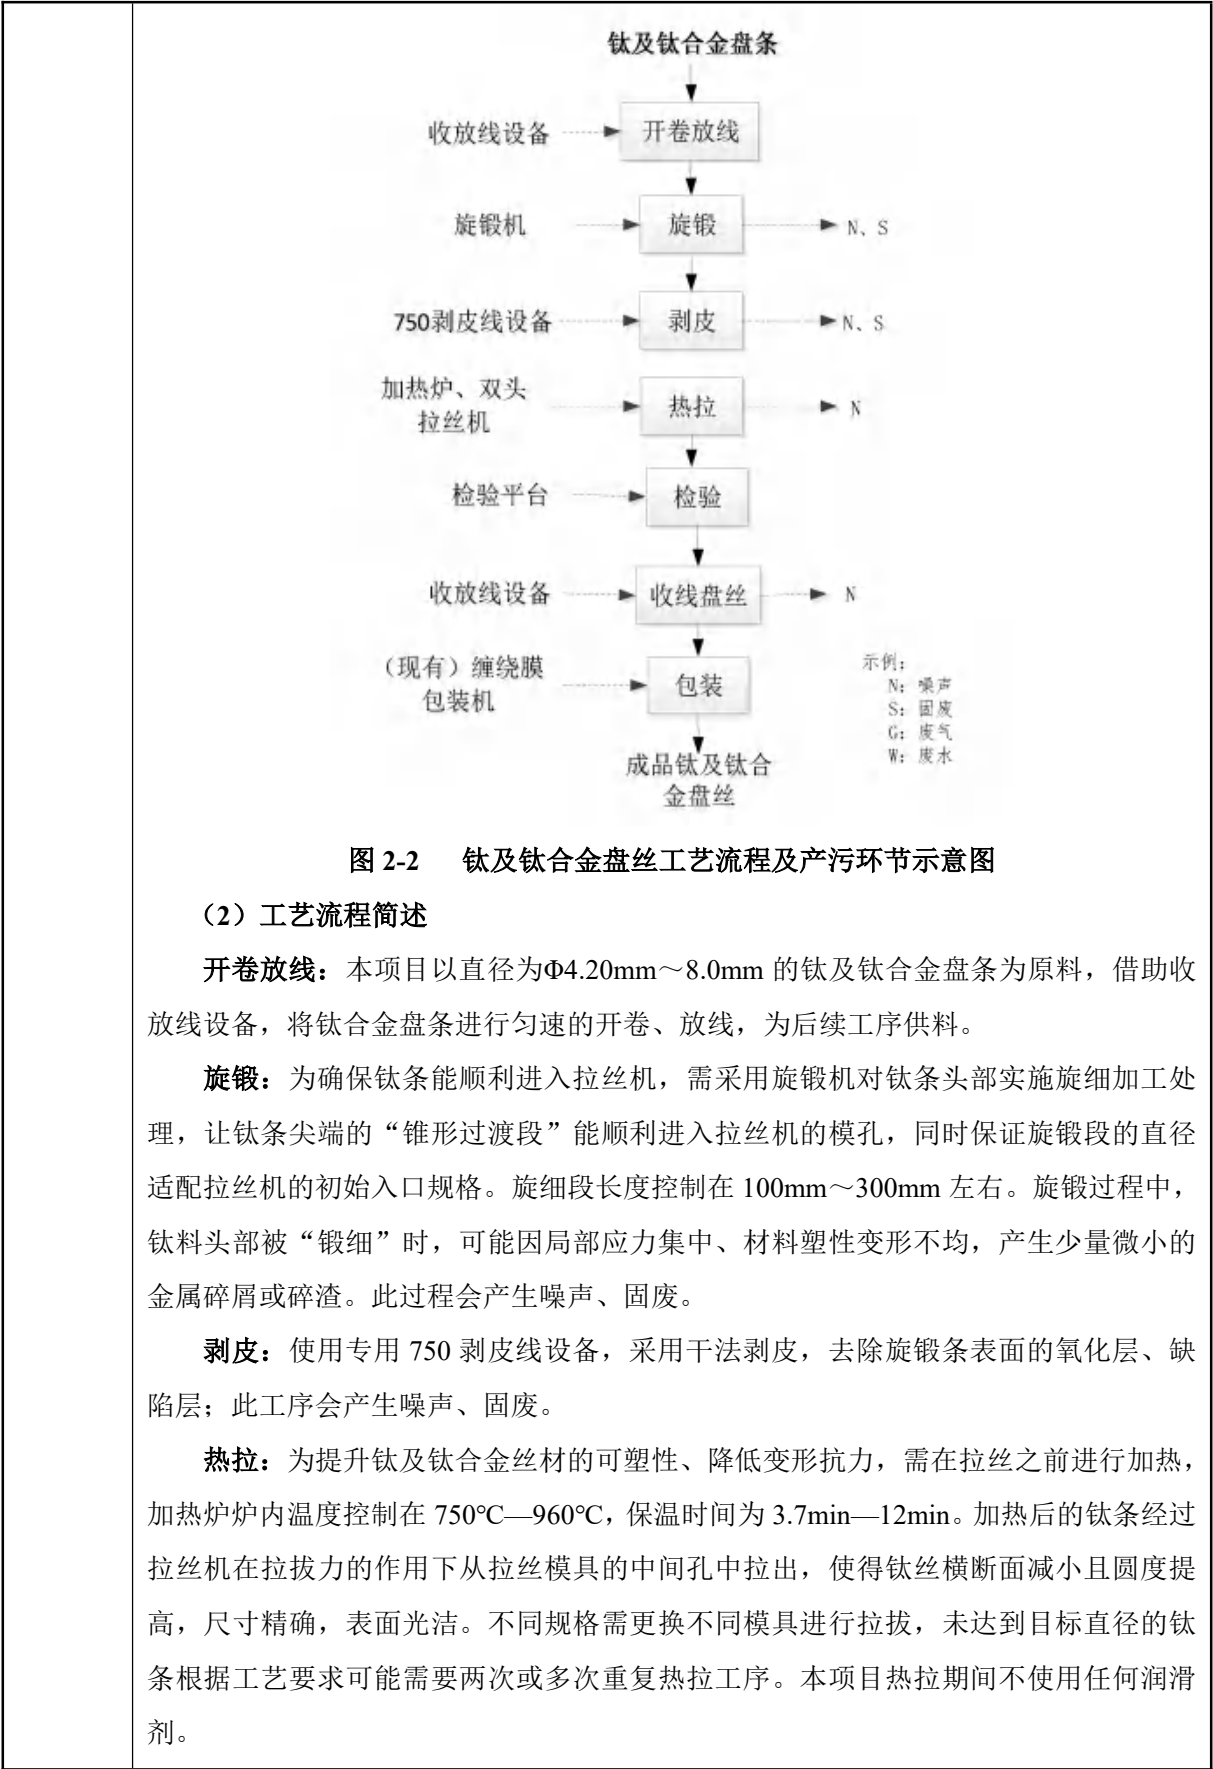 钛及钛合金盘条
收放线设备
开卷放线
旋锻机
旋锻
N、S
750剥皮线设备
剥皮
N、S
加热炉、双头
拉丝机
热拉
N
检验平台
检验
收放线设备
收线盘丝
N
（现有）缠绕膜
包装机
包装
示例：
N：噪声
S：固废
G：废气
W：废水
成品钛及钛合
金盘丝
图 2-2 钛及钛合金盘丝工艺流程及产污环节示意图
（2）工艺流程简述
开卷放线：本项目以直径为Φ4.20mm～8.0mm 的钛及钛合金盘条为原料，借助收
放线设备，将钛合金盘条进行匀速的开卷、放线，为后续工序供料。
旋锻：为确保钛条能顺利进入拉丝机，需采用旋锻机对钛条头部实施旋细加工处
理，让钛条尖端的“锥形过渡段”能顺利进入拉丝机的模孔，同时保证旋锻段的直径
适配拉丝机的初始入口规格。旋细段长度控制在 100mm～300mm 左右。旋锻过程中，
钛料头部被“锻细”时，可能因局部应力集中、材料塑性变形不均，产生少量微小的
金属碎屑或碎渣。此过程会产生噪声、固废。
剥皮：使用专用 750 剥皮线设备，采用干法剥皮，去除旋锻条表面的氧化层、缺
陷层；此工序会产生噪声、固废。
热拉：为提升钛及钛合金丝材的可塑性、降低变形抗力，需在拉丝之前进行加热，
加热炉炉内温度控制在 750℃—960℃，保温时间为 3.7min—12min。加热后的钛条经过
拉丝机在拉拔力的作用下从拉丝模具的中间孔中拉出，使得钛丝横断面减小且圆度提
高，尺寸精确，表面光洁。不同规格需更换不同模具进行拉拔，未达到目标直径的钛
条根据工艺要求可能需要两次或多次重复热拉工序。本项目热拉期间不使用任何润滑
剂。